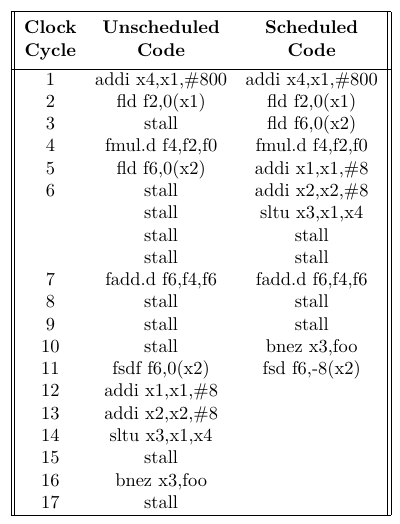 Clock Unscheduled Scheduled
Cycle Code Code
1 addi x4,x1,#800 addi x4,x1,#800
2 fld f2,0(x1) fld f2,0(x1)
3 stall fld f6,0(x2)
4 fmul.d f4,f2,f0 fmul.d f4,f2,f0
5 fld f6,0(x2) addi x1,x1,#8
6 stall addi x2,x2,#8
stall sltu x3,x1,x4
stall stall
stall stall
7 fadd.d f6,f4,f6 fadd.d f6,f4,f6
8 stall stall
9 stall stall
10 stall bnez x3,foo
11 fsdf f6,0(x2) fsd f6,-8(x2)
12 addi x1,x1,#8
13 addi x2,x2,#8
14 sltu x3,x1,x4
15 stall
16 bnez x3,foo
17 stall